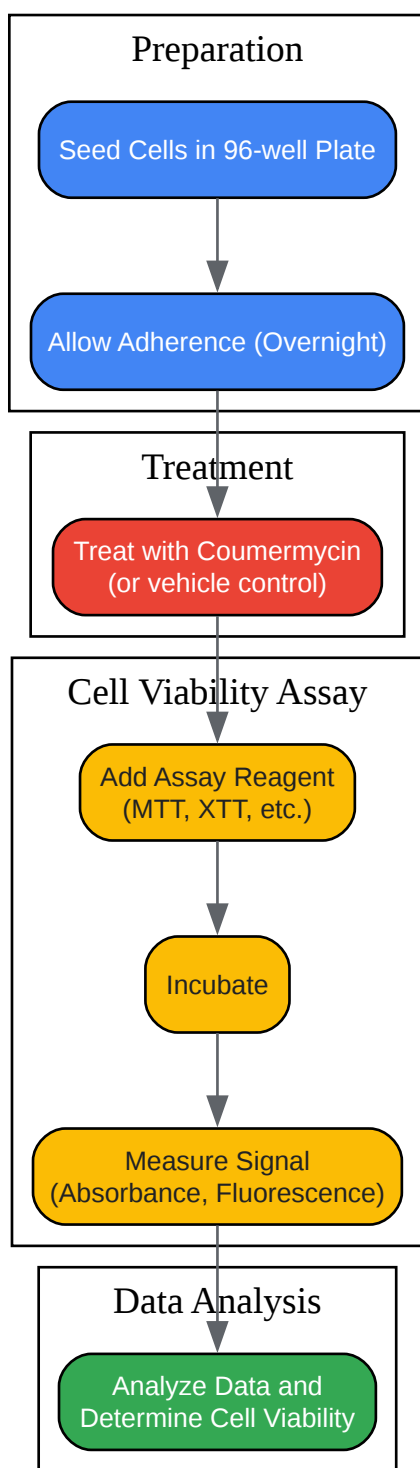 Preparation
Seed Cells in 96-well Plate
Allow Adherence (Overnight)
Treatment
Treat with Coumermycin
(or vehicle control)
Cell Viability Assay
Add Assay Reagent
(MTT, XTT, etc.)
Incubate
Measure Signal
(Absorbance, Fluorescence)
Data Analysis
Analyze Data and
Determine Cell Viability